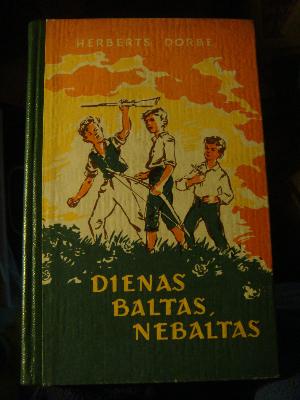 HERBERTS DORBE
DIENAS
BALTAS,
NEBALTAS